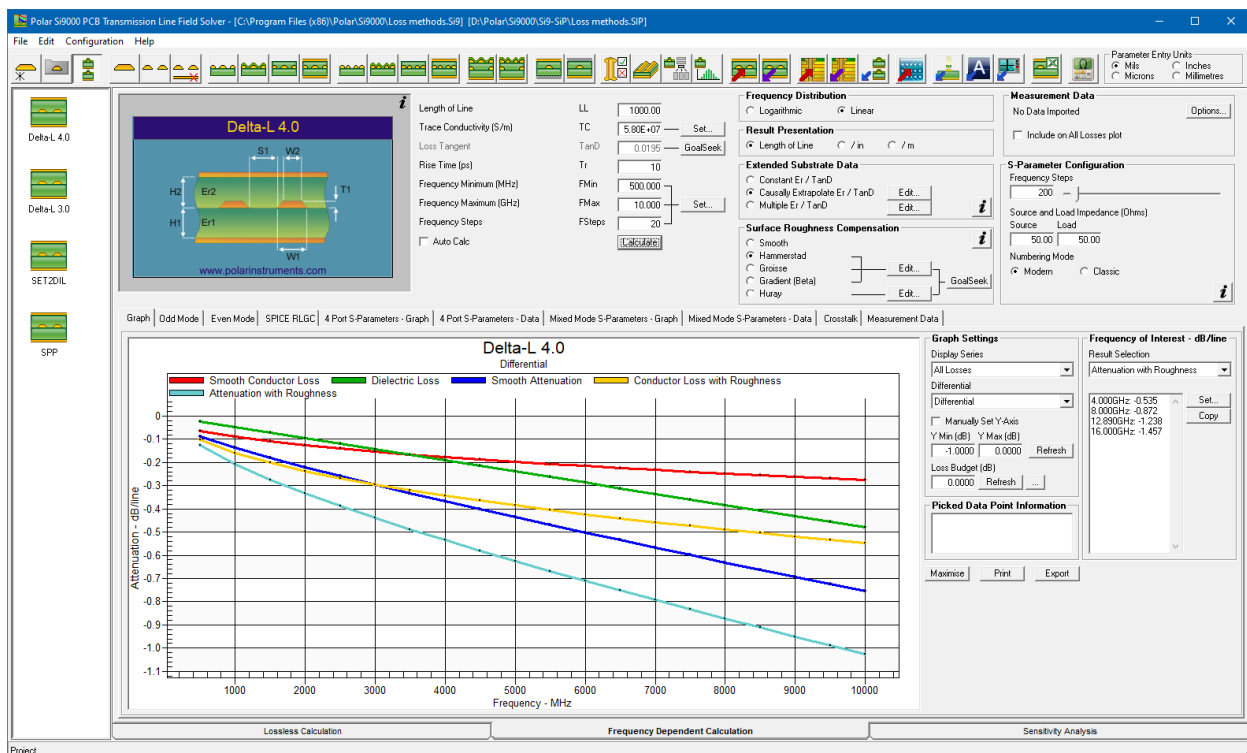 Polar Si9000 PCB Transmission Line Field Solver - [C:\Program Files (x86)\Polar\Si9000\Loss methods.Si9] [D:\Polar\Si9000\Si9-SiP\Loss methods.SIP]
File Edit Configuration Help
Parameter Entry Units
Mils Inches
Microns Millimetres
Delta-L 4.0
Delta-L 3.0
SET2DIL
SPP
i
Delta-L 4.0
S1 W2
H2 Er2 T1
H1 Er1
W1
www.polarinstruments.com
Length of Line LL 1000.00
Trace Conductivity (S/m) TC 5.80E+07 Set...
Loss Tangent TanD 0.0195 GoalSeek
Rise Time (ps) Tr 10
Frequency Minimum (MHz) FMin 500.000
Frequency Maximum (GHz) FMax 10.000 Set...
Frequency Steps FSteps 20
Auto Calc Calculate
Frequency Distribution
Logarithmic Linear
Result Presentation
Length of Line / in / m
Extended Substrate Data
Constant Er / TanD
Causally Extrapolate Er / TanD Edit...
Multiple Er / TanD Edit... i
Surface Roughness Compensation
Smooth i
Hammerstad
Groisse Edit...
Gradient (Beta) GoalSeek
Huray Edit...
Measurement Data
No Data Imported Options...
Include on All Losses plot
S-Parameter Configuration
Frequency Steps
200
Source and Load Impedance (Ohms)
Source Load
50.00 50.00
Numbering Mode
Modern Classic
i
Graph Odd Mode Even Mode SPICE RLGC 4 Port S-Parameters - Graph 4 Port S-Parameters - Data Mixed Mode S-Parameters - Graph Mixed Mode S-Parameters - Data Crosstalk Measurement Data
Delta-L 4.0
Differential
Smooth Conductor Loss Dielectric Loss Smooth Attenuation Conductor Loss with Roughness
Attenuation with Roughness
Attenuation - dB/line
0
-0.1
-0.2
-0.3
-0.4
-0.5
-0.6
-0.7
-0.8
-0.9
-1.0
-1.1
1000 2000 3000 4000 5000 6000 7000 8000 9000 10000
Frequency - MHz
Graph Settings
Display Series
All Losses
Differential
Differential
Manually Set Y-Axis
Y Min (dB) Y Max (dB)
-1.0000 0.0000 Refresh
Loss Budget (dB)
0.0000 Refresh ...
Picked Data Point Information
Maximise Print Export
Frequency of Interest - dB/line
Result Selection
Attenuation with Roughness
4.000GHz: -0.535 Set...
8.000GHz: -0.872 Copy
12.890GHz: -1.238
16.000GHz: -1.457
Lossless Calculation Frequency Dependent Calculation Sensitivity Analysis
Project